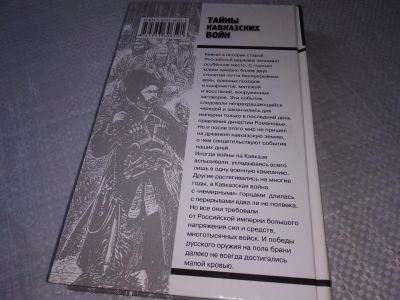 ТАЙНЫ
КАВКАЗСКИХ
ВОЙН
Кавказ в истории старой
Российской державы занимает
особенное место. С горным
краем связано более двух
столетий почти беспрерывных
войн, военных походов
и конфликтов, мятежей
и восстаний, вооруженных
заговоров. Эти события
следовали непрекращающейся
чередой и закончились для
империи только в последний день
правления династии Романовых.
Но и после этого мир не пришел
на древнюю кавказскую землю,
о чем свидетельствуют события
наших дней.
Иногда войны на Кавказе
вспыхивали, укладываясь всего
лишь в одну военную кампанию.
Другие растягивались на многие
годы, а Кавказская война
с «немирными» горцами, длилась
с перерывами едва ли не полвека.
Но все они требовали
от Российской империи большого
напряжения сил и средств,
многотысячных войск. И победы
русского оружия на поле брани
далеко не всегда достигались
малой кровью.